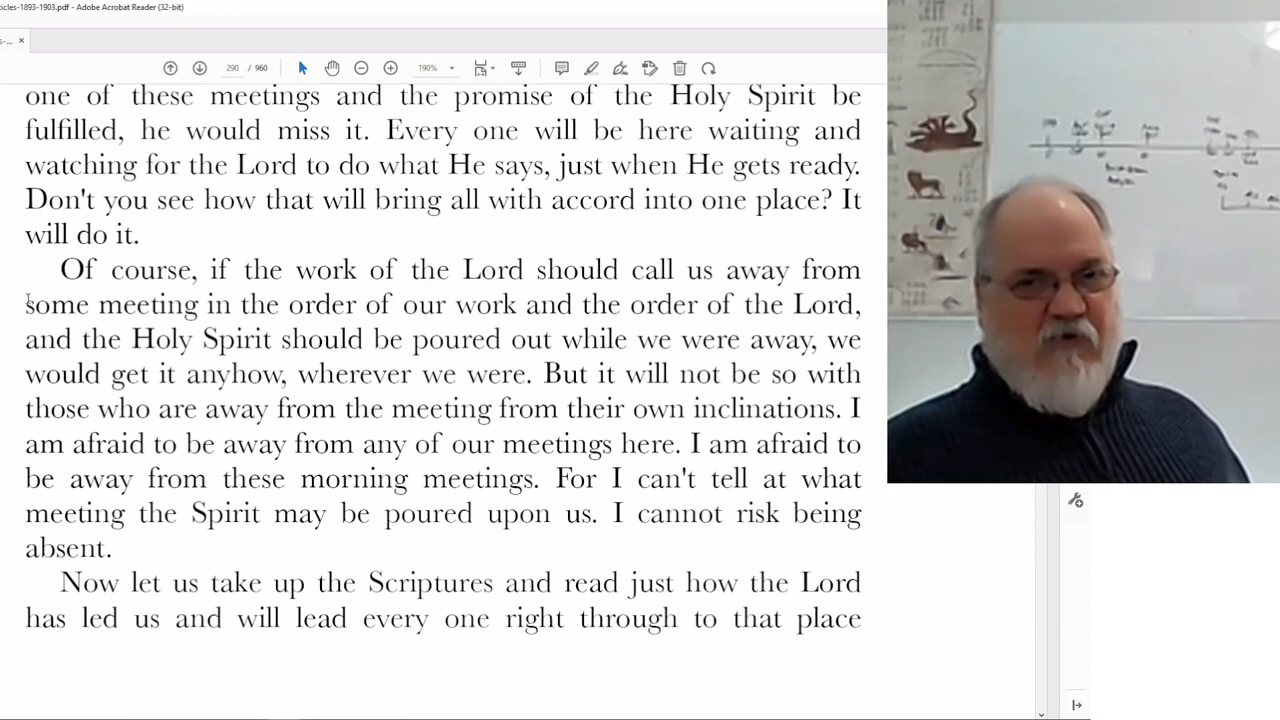 ticles-1893-1903.pdf - Adobe Acrobat Reader (32-bit)
s-...
290 / 960
190%
one of these meetings and the promise of the Holy Spirit be
fulfilled, he would miss it. Every one will be here waiting and
watching for the Lord to do what He says, just when He gets ready.
Don't you see how that will bring all with accord into one place? It
will do it.
Of course, if the work of the Lord should call us away from
some meeting in the order of our work and the order of the Lord,
and the Holy Spirit should be poured out while we were away, we
would get it anyhow, wherever we were. But it will not be so with
those who are away from the meeting from their own inclinations. I
am afraid to be away from any of our meetings here. I am afraid to
be away from these morning meetings. For I can't tell at what
meeting the Spirit may be poured upon us. I cannot risk being
absent.
Now let us take up the Scriptures and read just how the Lord
has led us and will lead every one right through to that place